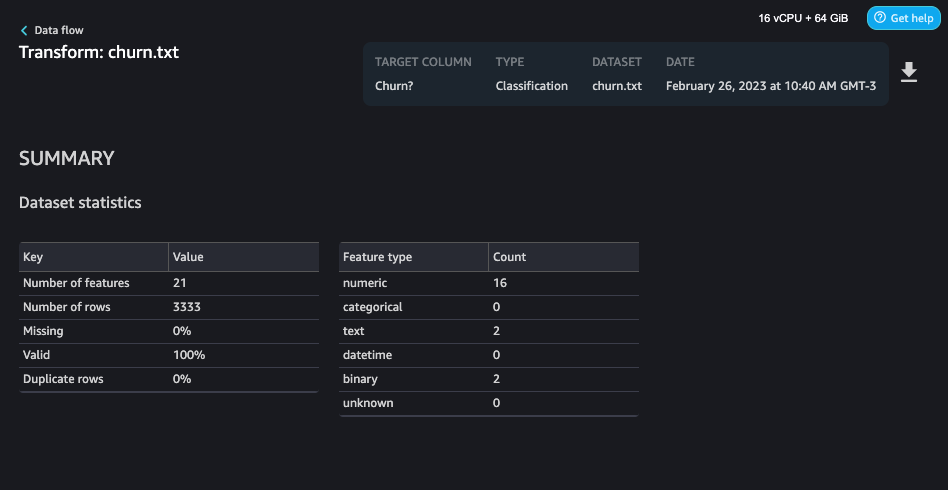 16 vCPU + 64 GiB
Get help
Data flow
Transform: churn.txt
TARGET COLUMN TYPE DATASET DATE
Churn? Classification churn.txt February 26, 2023 at 10:40 AM GMT-3
SUMMARY
Dataset statistics
Key Value
Number of features 21
Number of rows 3333
Missing 0%
Valid 100%
Duplicate rows 0%
Feature type Count
numeric 16
categorical 0
text 2
datetime 0
binary 2
unknown 0